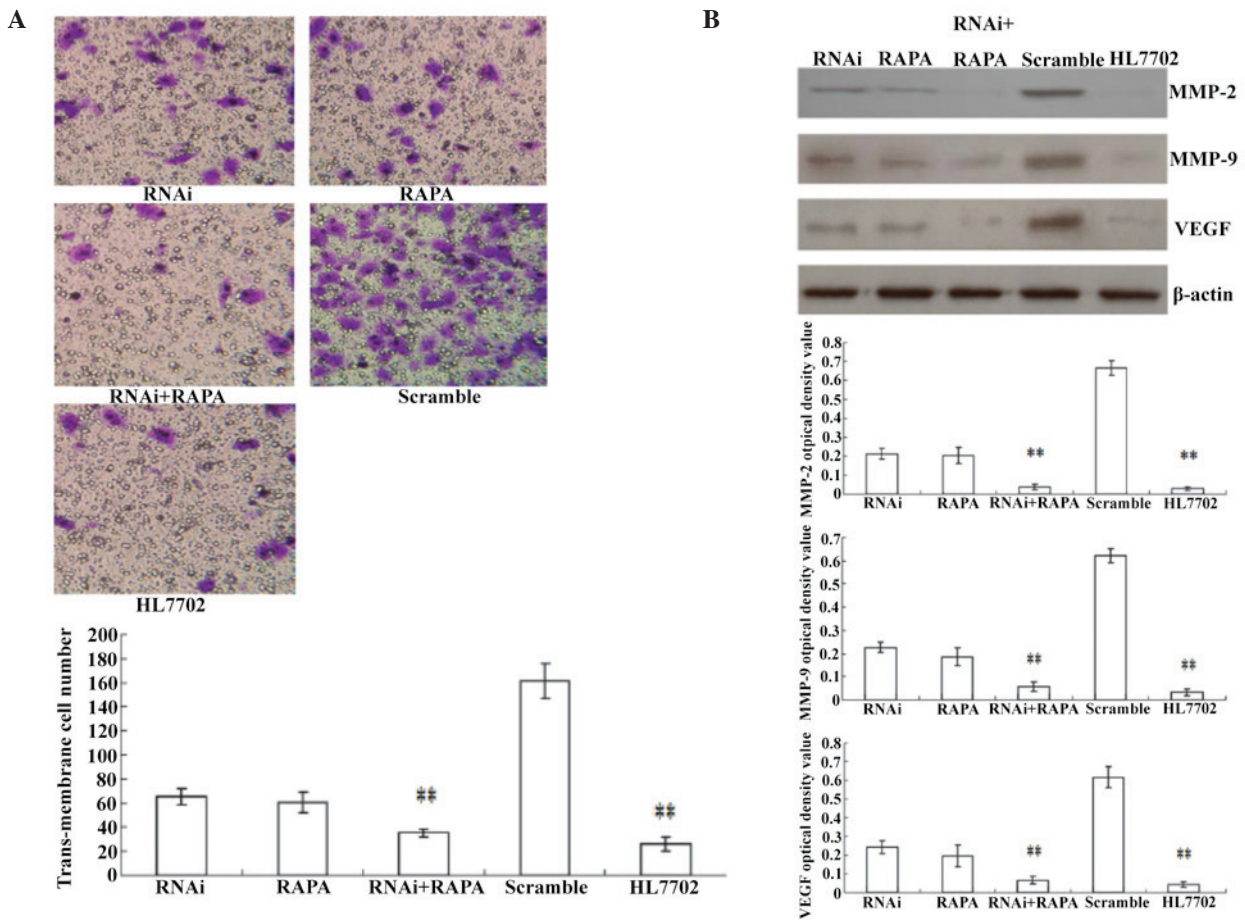 A
RNAi
RAPA
RNAi+RAPA
Scramble
HL7702
Trans-membrane cell number
200
180
160
140
120
100
80
60
40
20
0
‡‡
‡‡
RNAi
RAPA
RNAi+RAPA
Scramble
HL7702
B
RNAi+
RNAi RAPA RAPA Scramble HL7702
MMP-2
MMP-9
VEGF
β-actin
MMP-2 otpical density value
0.8
0.7
0.6
0.5
0.4
0.3
0.2
0.1
0
‡‡
‡‡
RNAi
RAPA
RNAi+RAPA
Scramble
HL7702
MMP-9 otpical density value
0.7
0.6
0.5
0.4
0.3
0.2
0.1
0
‡‡
‡‡
RNAi
RAPA
RNAi+RAPA
Scramble
HL7702
VEGF optical density value
0.8
0.7
0.6
0.5
0.4
0.3
0.2
0.1
0
‡‡
‡‡
RNAi
RAPA
RNAi+RAPA
Scramble
HL7702